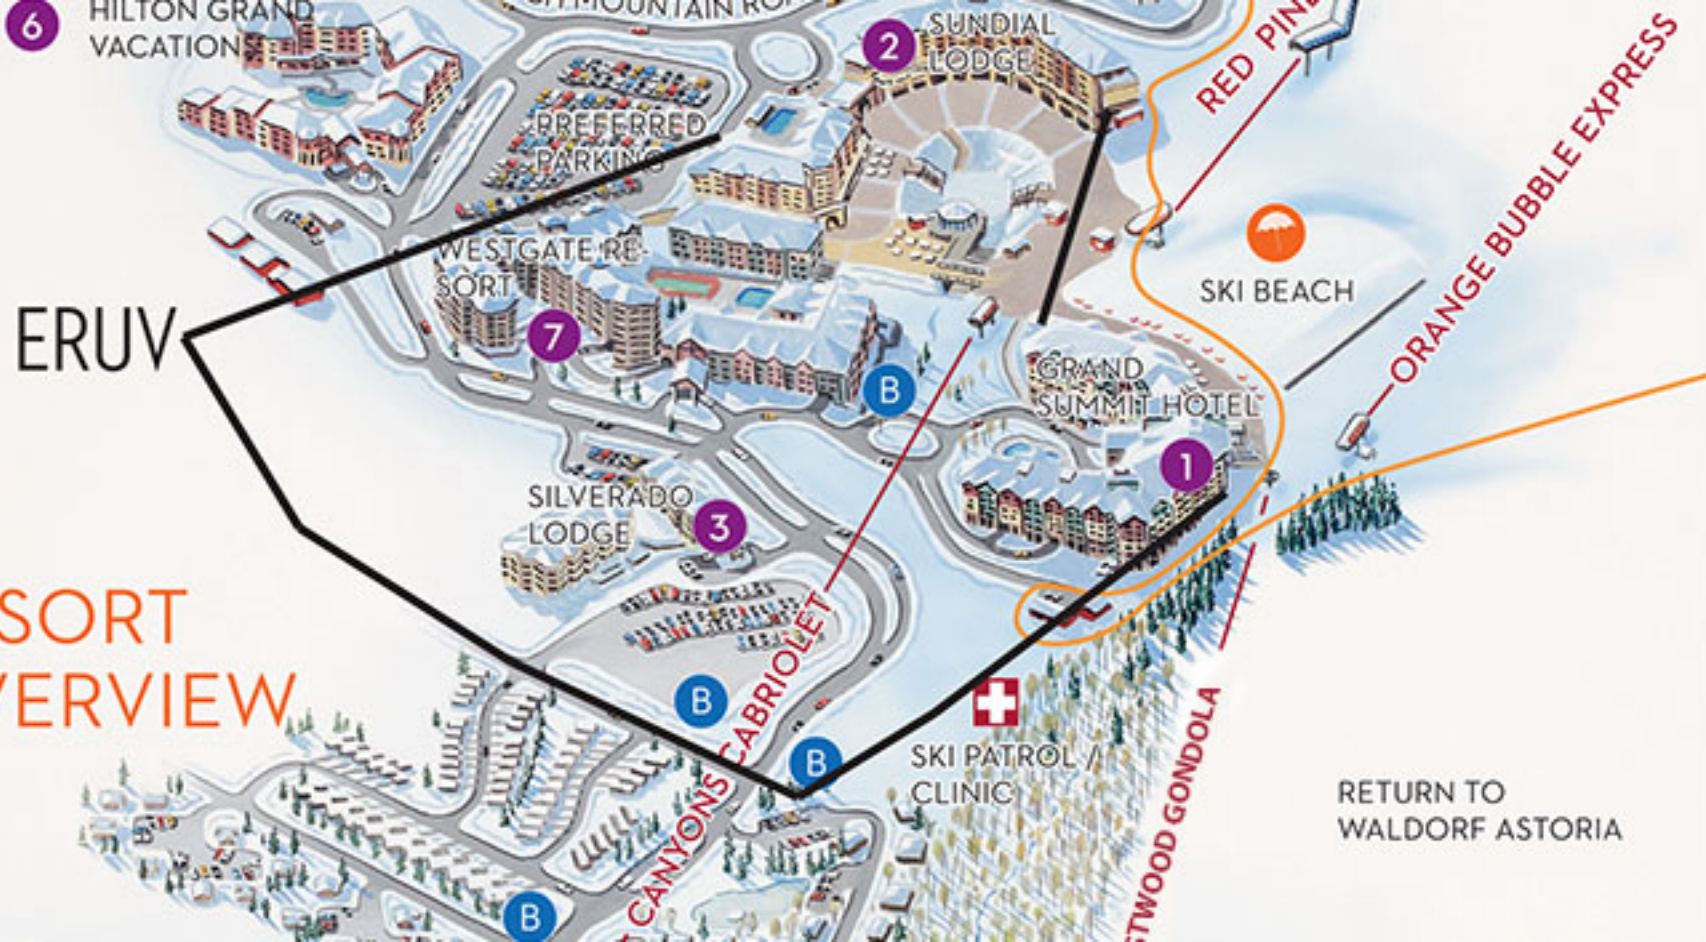 6
HILTON GRAND
VACATIONS
MOUNTAIN
2
SUNDIAL
LODGE
RED PINE
ORANGE BUBBLE EXPRESS
PREFERRED
PARKING
WESTGATE RE-
SORT
7
ERUV
SKI BEACH
B
GRAND
SUMMIT HOTEL
1
SILVERADO
LODGE
3
SORT
VERVIEW
B
B
B
CANYONS CABRIOLET
SKI PATROL /
CLINIC
STWOOD GONDOLA
RETURN TO
WALDORF ASTORIA